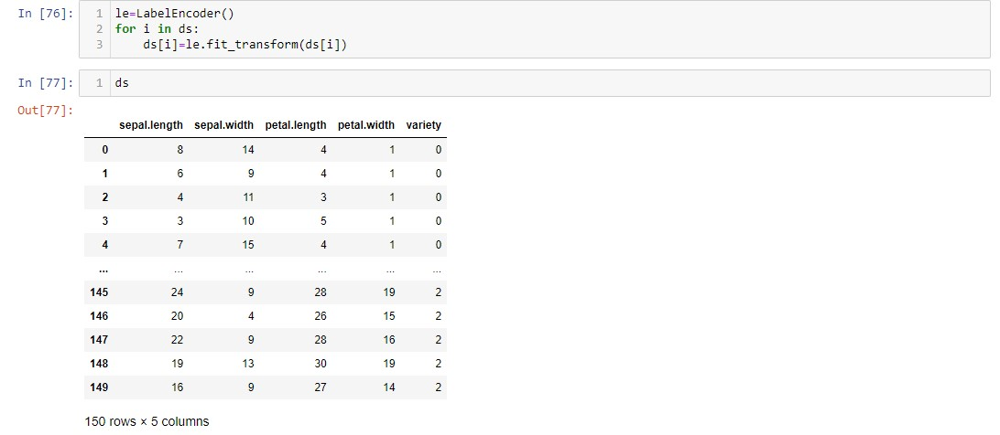 In [76]:
1 le=LabelEncoder()
2 for i in ds:
3     ds[i]=le.fit_transform(ds[i])
In [77]:
1 ds
Out[77]:
sepal.length sepal.width petal.length petal.width variety
0 8 14 4 1 0
1 6 9 4 1 0
2 4 11 3 1 0
3 3 10 5 1 0
4 7 15 4 1 0
... ... ... ... ... ...
145 24 9 28 19 2
146 20 4 26 15 2
147 22 9 28 16 2
148 19 13 30 19 2
149 16 9 27 14 2
150 rows × 5 columns